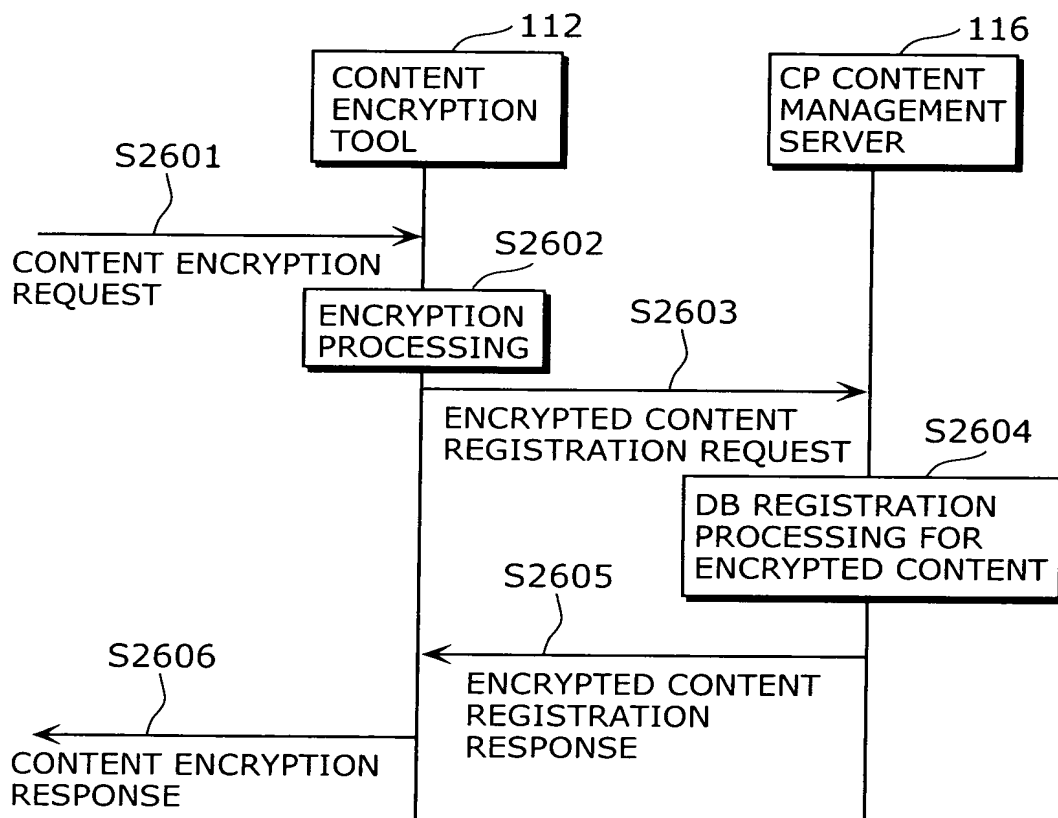 112
116
CONTENT
ENCRYPTION
TOOL
CP CONTENT
MANAGEMENT
SERVER
S2601
CONTENT ENCRYPTION
REQUEST
S2602
ENCRYPTION
PROCESSING
S2603
ENCRYPTED CONTENT
REGISTRATION REQUEST
S2604
DB REGISTRATION
PROCESSING FOR
ENCRYPTED CONTENT
S2605
ENCRYPTED CONTENT
REGISTRATION
RESPONSE
S2606
CONTENT ENCRYPTION
RESPONSE